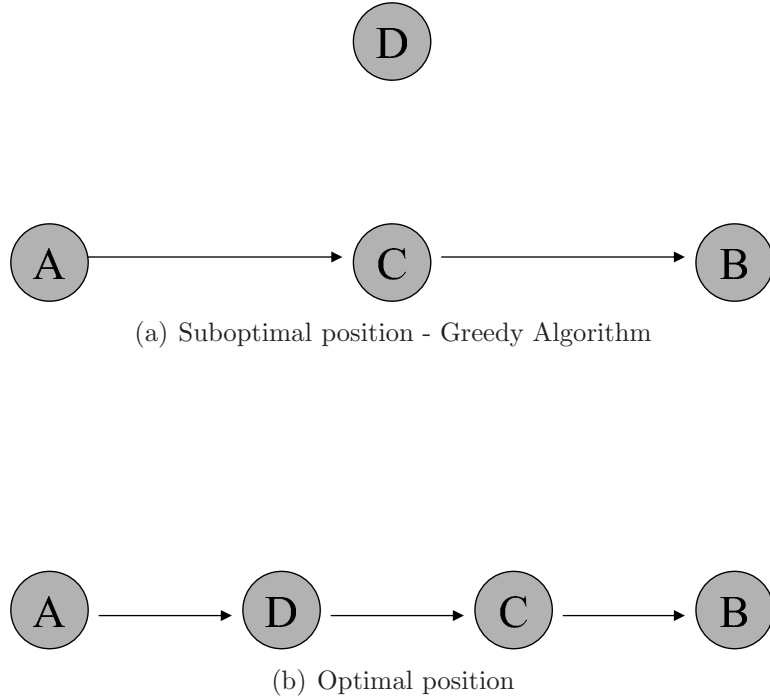 D
A C B
(a) Suboptimal position - Greedy Algorithm
A D C B
(b) Optimal position